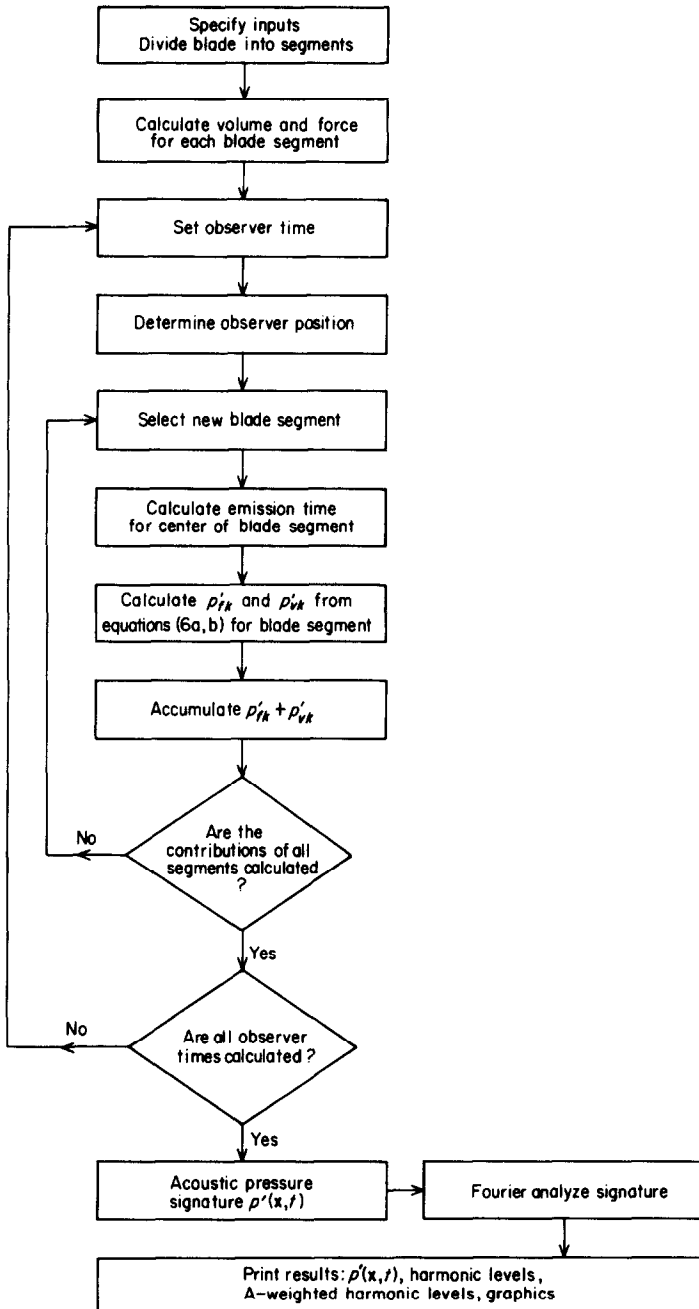 Specify inputs
Divide blade into segments
Calculate volume and force
for each blade segment
Set observer time
Determine observer position
Select new blade segment
Calculate emission time
for center of blade segment
Calculate p′fk and p′vk from
equations (6a,b) for blade segment
Accumulate p′fk + p′vk
No
Are the
contributions of all
segments calculated
?
Yes
No
Are all observer
times calculated ?
Yes
Acoustic pressure
signature p′(x,t)
Fourier analyze signature
Print results: p′(x,t), harmonic levels,
A-weighted harmonic levels, graphics